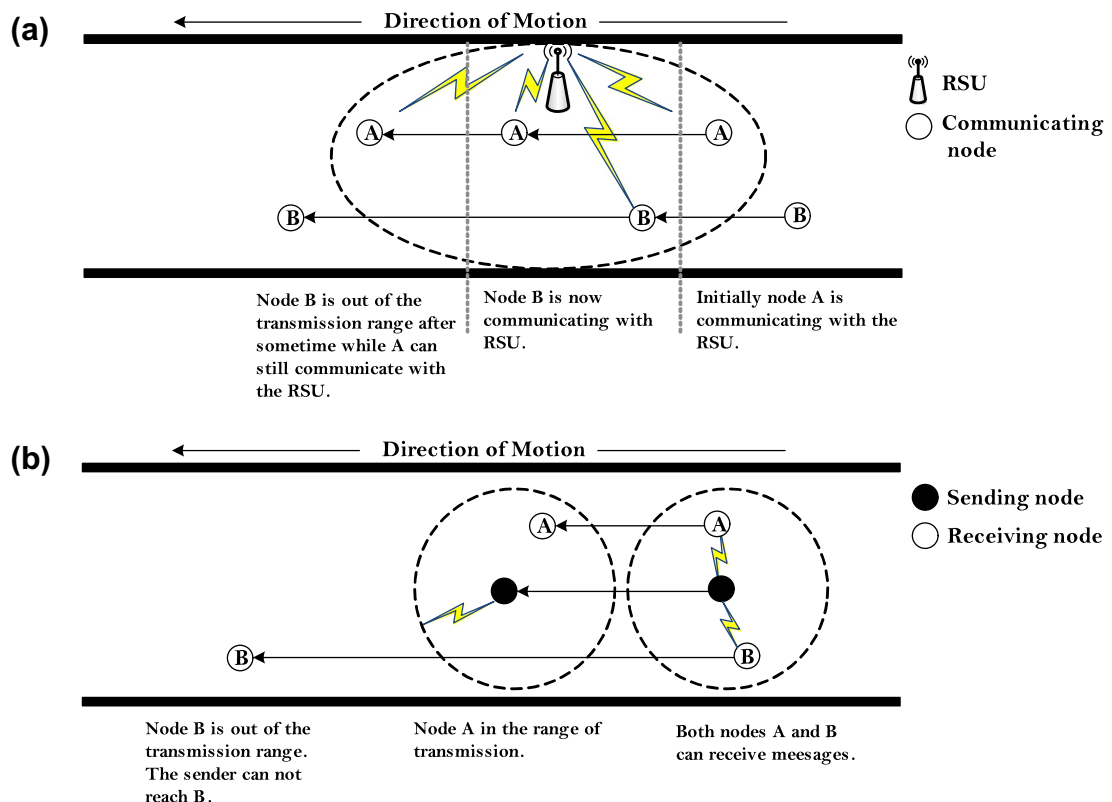 (a)
Direction of Motion
RSU
Communicating
node
A
A
A
B
B
B
Node B is out of the
transmission range after
sometime while A can
still communicate with
the RSU.
Node B is now
communicating with
RSU.
Initially node A is
communicating with the
RSU.
(b)
Direction of Motion
Sending node
Receiving node
A
A
B
B
Node B is out of the
transmission range.
The sender can not
reach B.
Node A in the range of
transmission.
Both nodes A and B
can receive meesages.